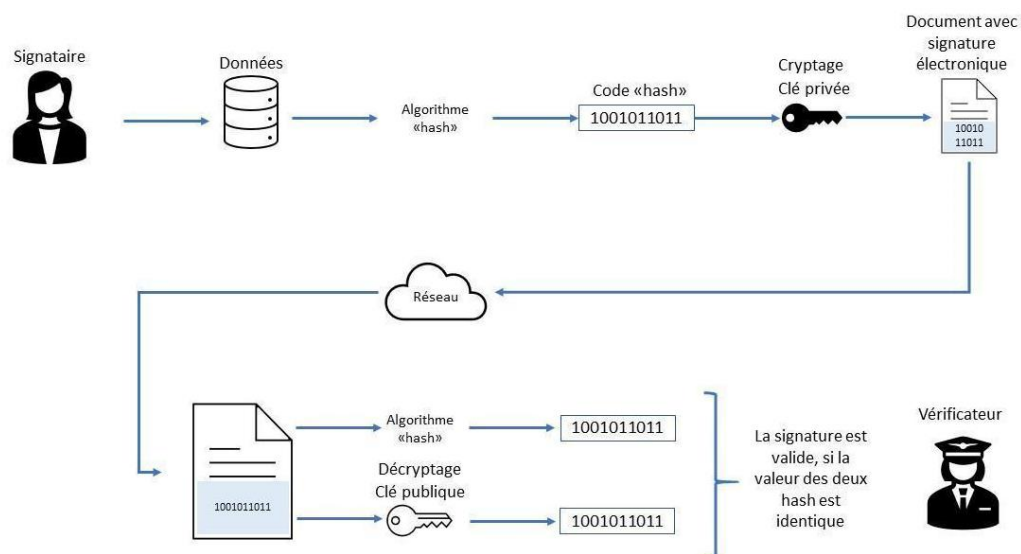 Signataire
Données
Algorithme
«hash»
Code «hash»
1001011011
Cryptage
Clé privée
Document avec
signature
électronique
10010
11011
Réseau
1001011011
Algorithme
«hash»
1001011011
Décryptage
Clé publique
1001011011
La signature est
valide, si la
valeur des deux
hash est
identique
Vérificateur